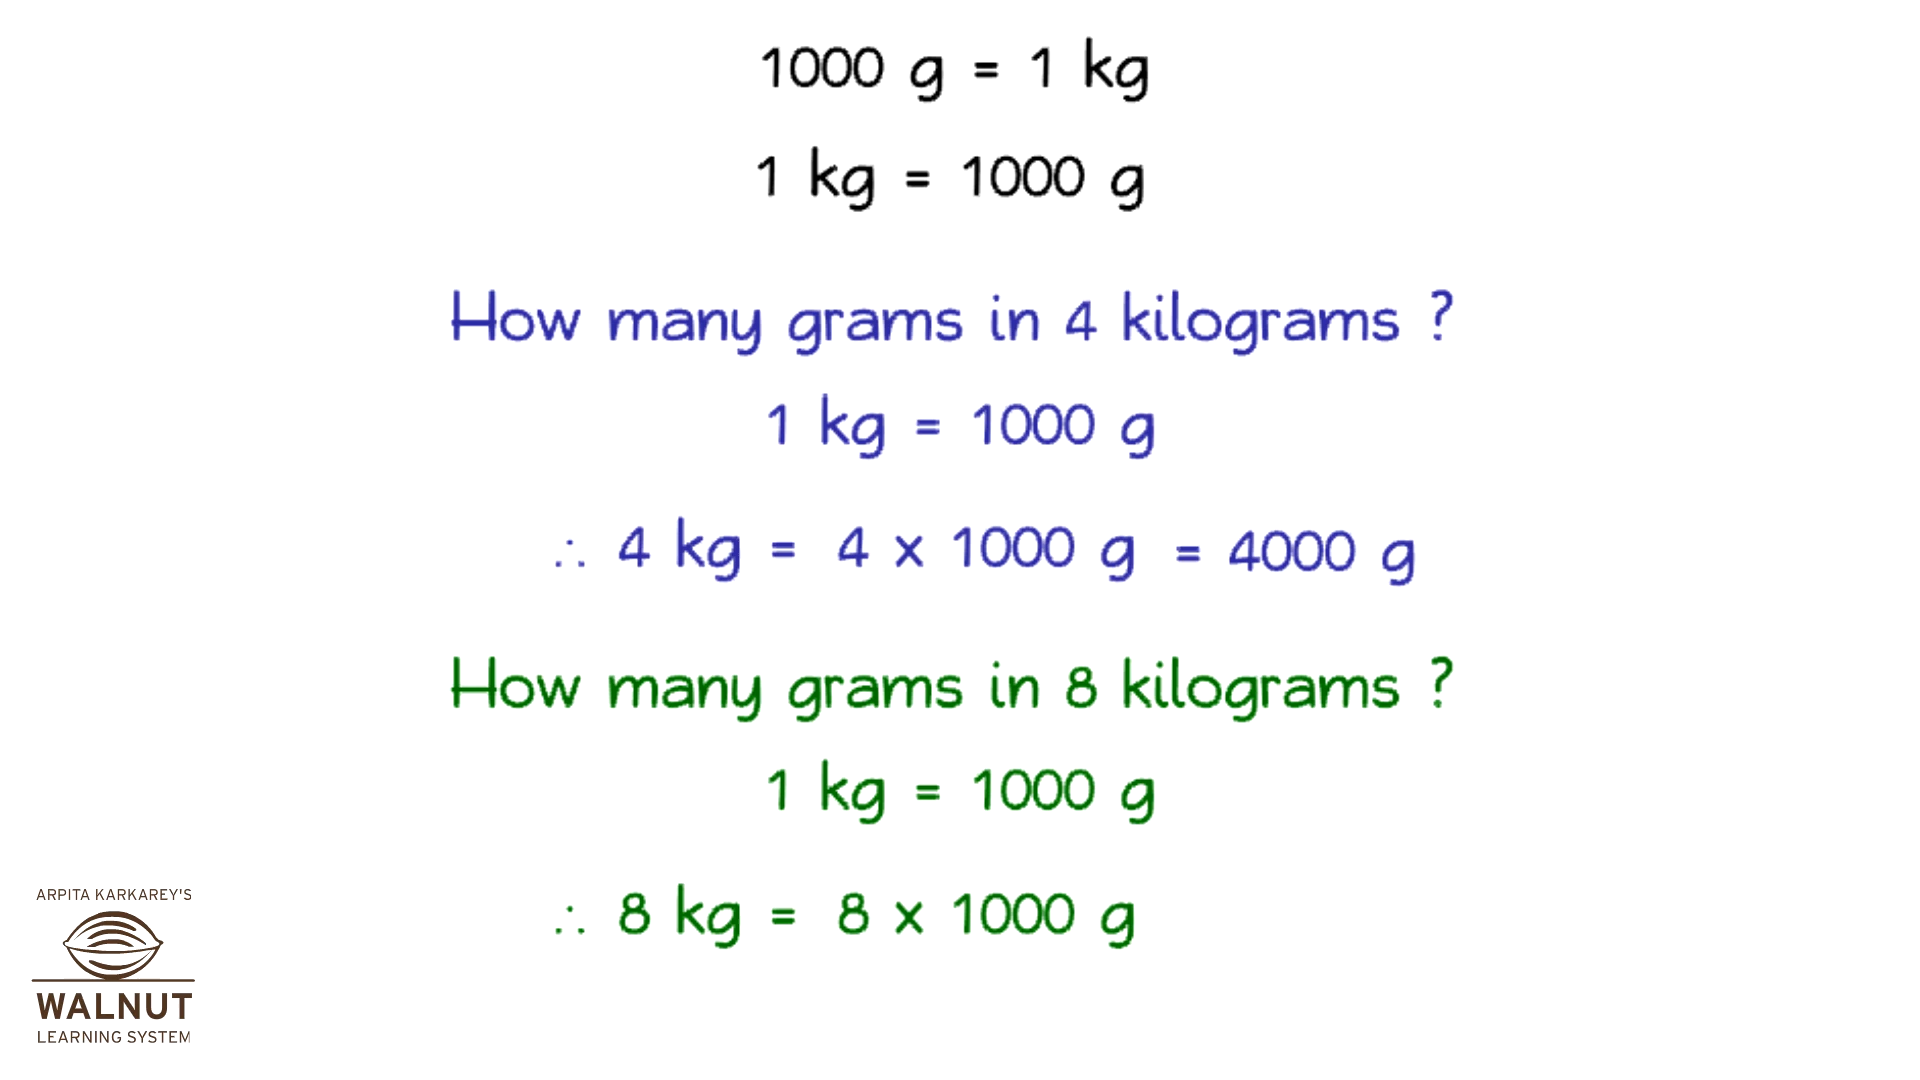 1000 g = 1 kg
1 kg = 1000 g
How many grams in 4 kilograms ?
1 kg = 1000 g
∴ 4 kg = 4 x 1000 g = 4000 g
How many grams in 8 kilograms ?
1 kg = 1000 g
∴ 8 kg = 8 x 1000 g
ARPITA KARKAREY'S
WALNUT
LEARNING SYSTEM